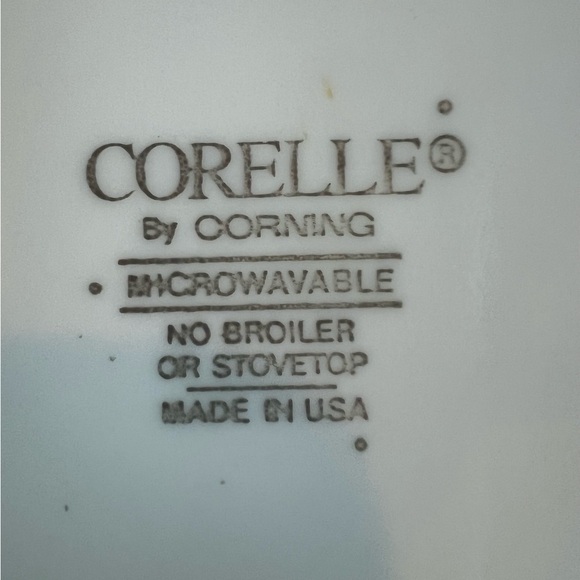 CORELLE®
By CORNING
MICROWAVABLE
NO BROILER
OR STOVETOP
MADE IN USA